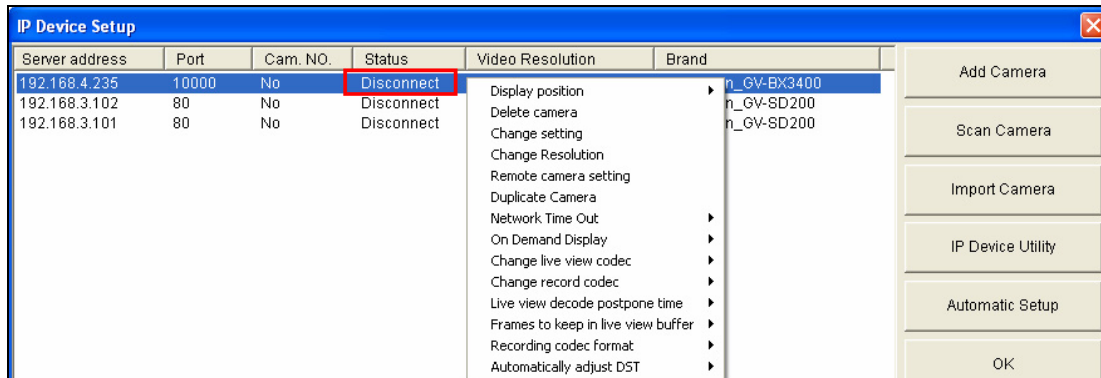 IP Device Setup
Server address Port Cam. NO. Status Video Resolution Brand
192.168.4.235 10000 No Disconnect n_GV-BX3400
192.168.3.102 80 No Disconnect n_GV-SD200
192.168.3.101 80 No Disconnect n_GV-SD200
Display position
Delete camera
Change setting
Change Resolution
Remote camera setting
Duplicate Camera
Network Time Out
On Demand Display
Change live view codec
Change record codec
Live view decode postpone time
Frames to keep in live view buffer
Recording codec format
Automatically adjust DST
Add Camera
Scan Camera
Import Camera
IP Device Utility
Automatic Setup
OK